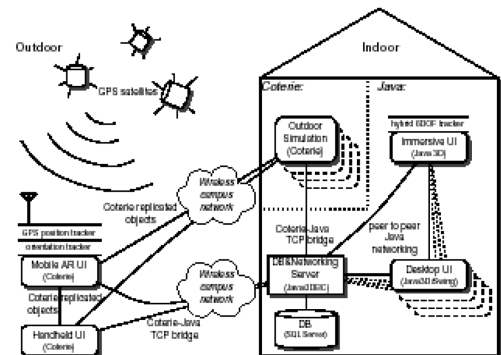 Outdoor
Indoor
GPS satellites
Coterie:
Java:
hybrid 6DOF tracker
Outdoor
Simulation
(Coterie)
Immersive UI
(Java3D)
Wireless
campus
network
Coterie replicated
objects
GPS position tracker
orientation tracker
Coterie-Java
TCP bridge
peer to peer
Java
networking
Mobile AR UI
(Coterie)
Wireless
campus
network
DB&Networking
Server
(Java/JDBC)
Desktop UI
(Java3D/Swing)
Coterie replicated
objects
Handheld UI
(Coterie)
Coterie-Java
TCP bridge
DB
(SQL Server)